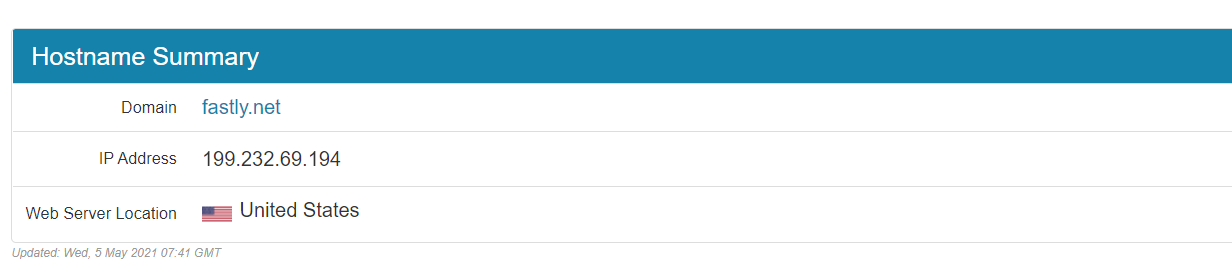 Hostname Summary
Domain fastly.net
IP Address 199.232.69.194
Web Server Location United States
Updated: Wed, 5 May 2021 07:41 GMT